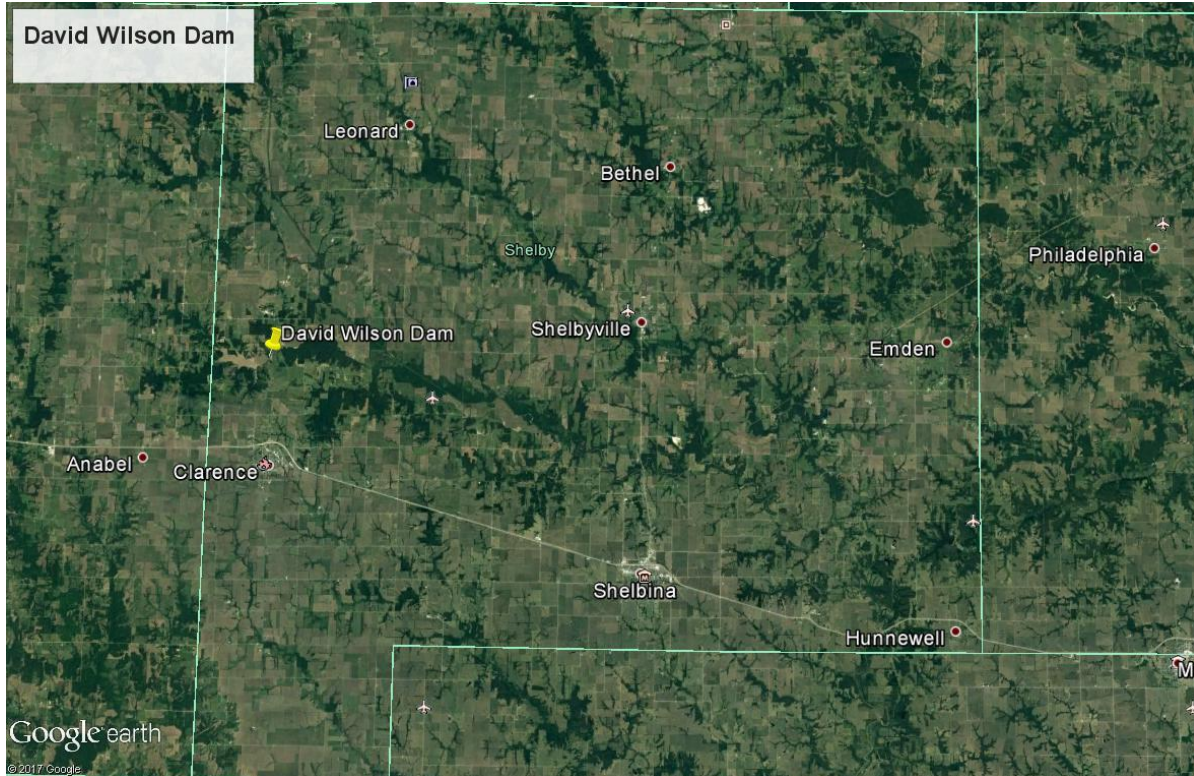 David Wilson Dam
Leonard
Bethel
Shelby
Philadelphia
David Wilson Dam
Shelbyville
Emden
Anabel
Clarence
Shelbina
Hunnewell
M
Google earth
© 2017 Google